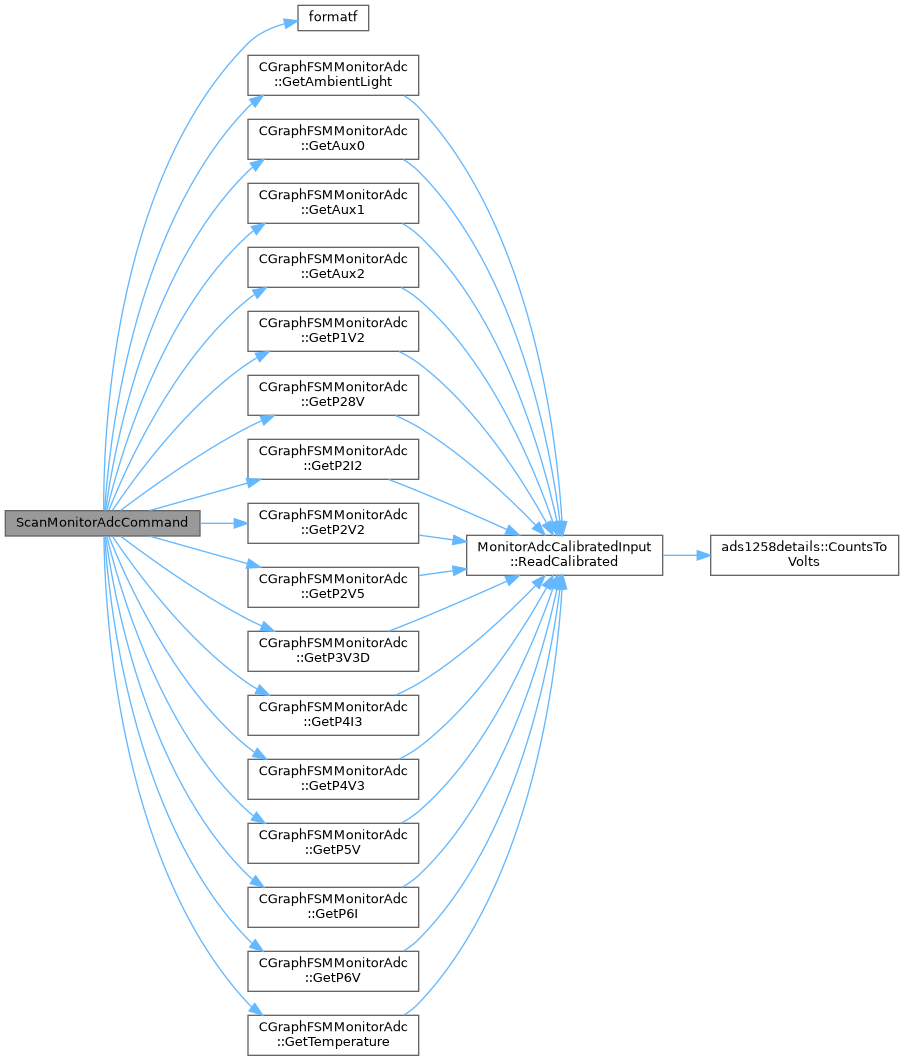 formatf
CGraphFSMMonitorAdc
::GetAmbientLight
CGraphFSMMonitorAdc
::GetAux0
CGraphFSMMonitorAdc
::GetAux1
CGraphFSMMonitorAdc
::GetAux2
CGraphFSMMonitorAdc
::GetP1V2
CGraphFSMMonitorAdc
::GetP28V
CGraphFSMMonitorAdc
::GetP2I2
ScanMonitorAdcCommand
CGraphFSMMonitorAdc
::GetP2V2
MonitorAdcCalibratedInput
::ReadCalibrated
ads1258details::CountsTo
Volts
CGraphFSMMonitorAdc
::GetP2V5
CGraphFSMMonitorAdc
::GetP3V3D
CGraphFSMMonitorAdc
::GetP4I3
CGraphFSMMonitorAdc
::GetP4V3
CGraphFSMMonitorAdc
::GetP5V
CGraphFSMMonitorAdc
::GetP6I
CGraphFSMMonitorAdc
::GetP6V
CGraphFSMMonitorAdc
::GetTemperature